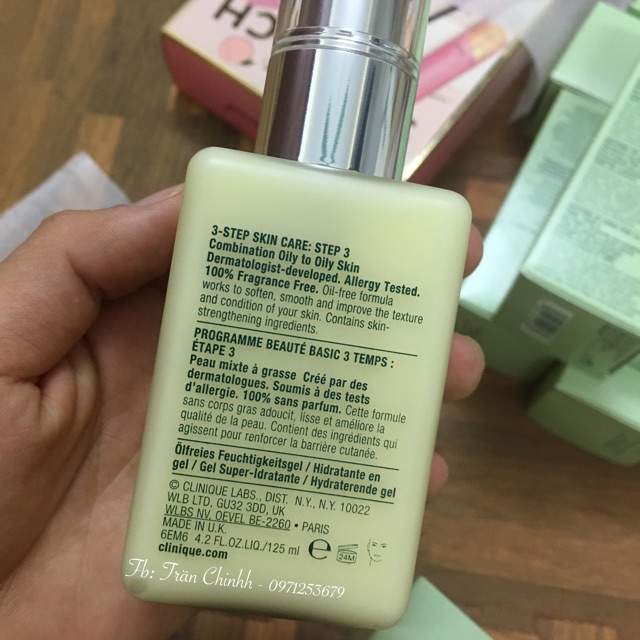 CH
3-STEP SKIN CARE: STEP 3
Combination Oily to Oily Skin
Dermatologist-developed. Allergy Tested.
100% Fragrance Free. Oil-free formula
works to soften, smooth and improve the texture
and condition of your skin. Contains skin-
strengthening ingredients.
PROGRAMME BEAUTÉ BASIC 3 TEMPS :
ÉTAPE 3
Peau mixte à grasse Créé par des
dermatologues. Soumis à des tests
d'allergie. 100% sans parfum. Cette formule
sans corps gras adoucit, lisse et améliore la
qualité de la peau. Contient des ingrédients qui
agissent pour renforcer la barrière cutanée.
Ölfreies Feuchtigkeitsgel / Hidratante en
gel / Gel Super-Idratante / Hydraterende gel
© CLINIQUE LABS., DIST. N.Y., N.Y. 10022
WLB LTD, GU32 3DD, UK
WLBS NV. OEVEL BE-2260 • PARIS
MADE IN U.K.
6EM6 4.2 FL.OZ.LIQ./125 ml e 24M
clinique.com
Fb: Trän Chinhh - 0971253679